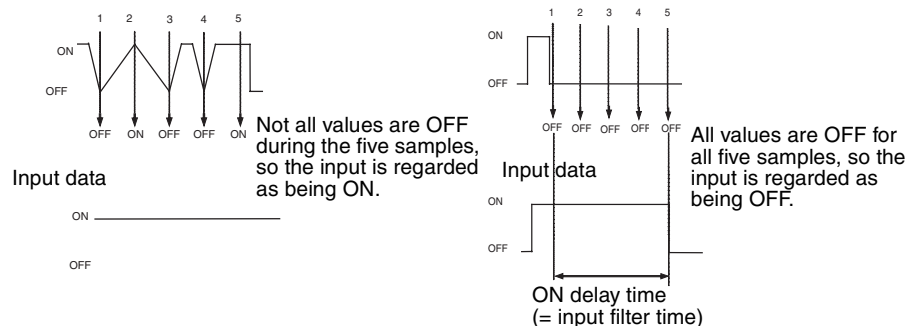 1 2 3 4 5
ON
OFF
OFF ON OFF OFF ON
Not all values are OFF
during the five samples,
so the input is regarded
as being ON.
Input data
ON
OFF
1 2 3 4 5
ON
OFF
OFF OFF OFF OFF OFF
All values are OFF for
all five samples, so the
input is regarded as
being OFF.
Input data
ON
OFF
ON delay time
(= input filter time)